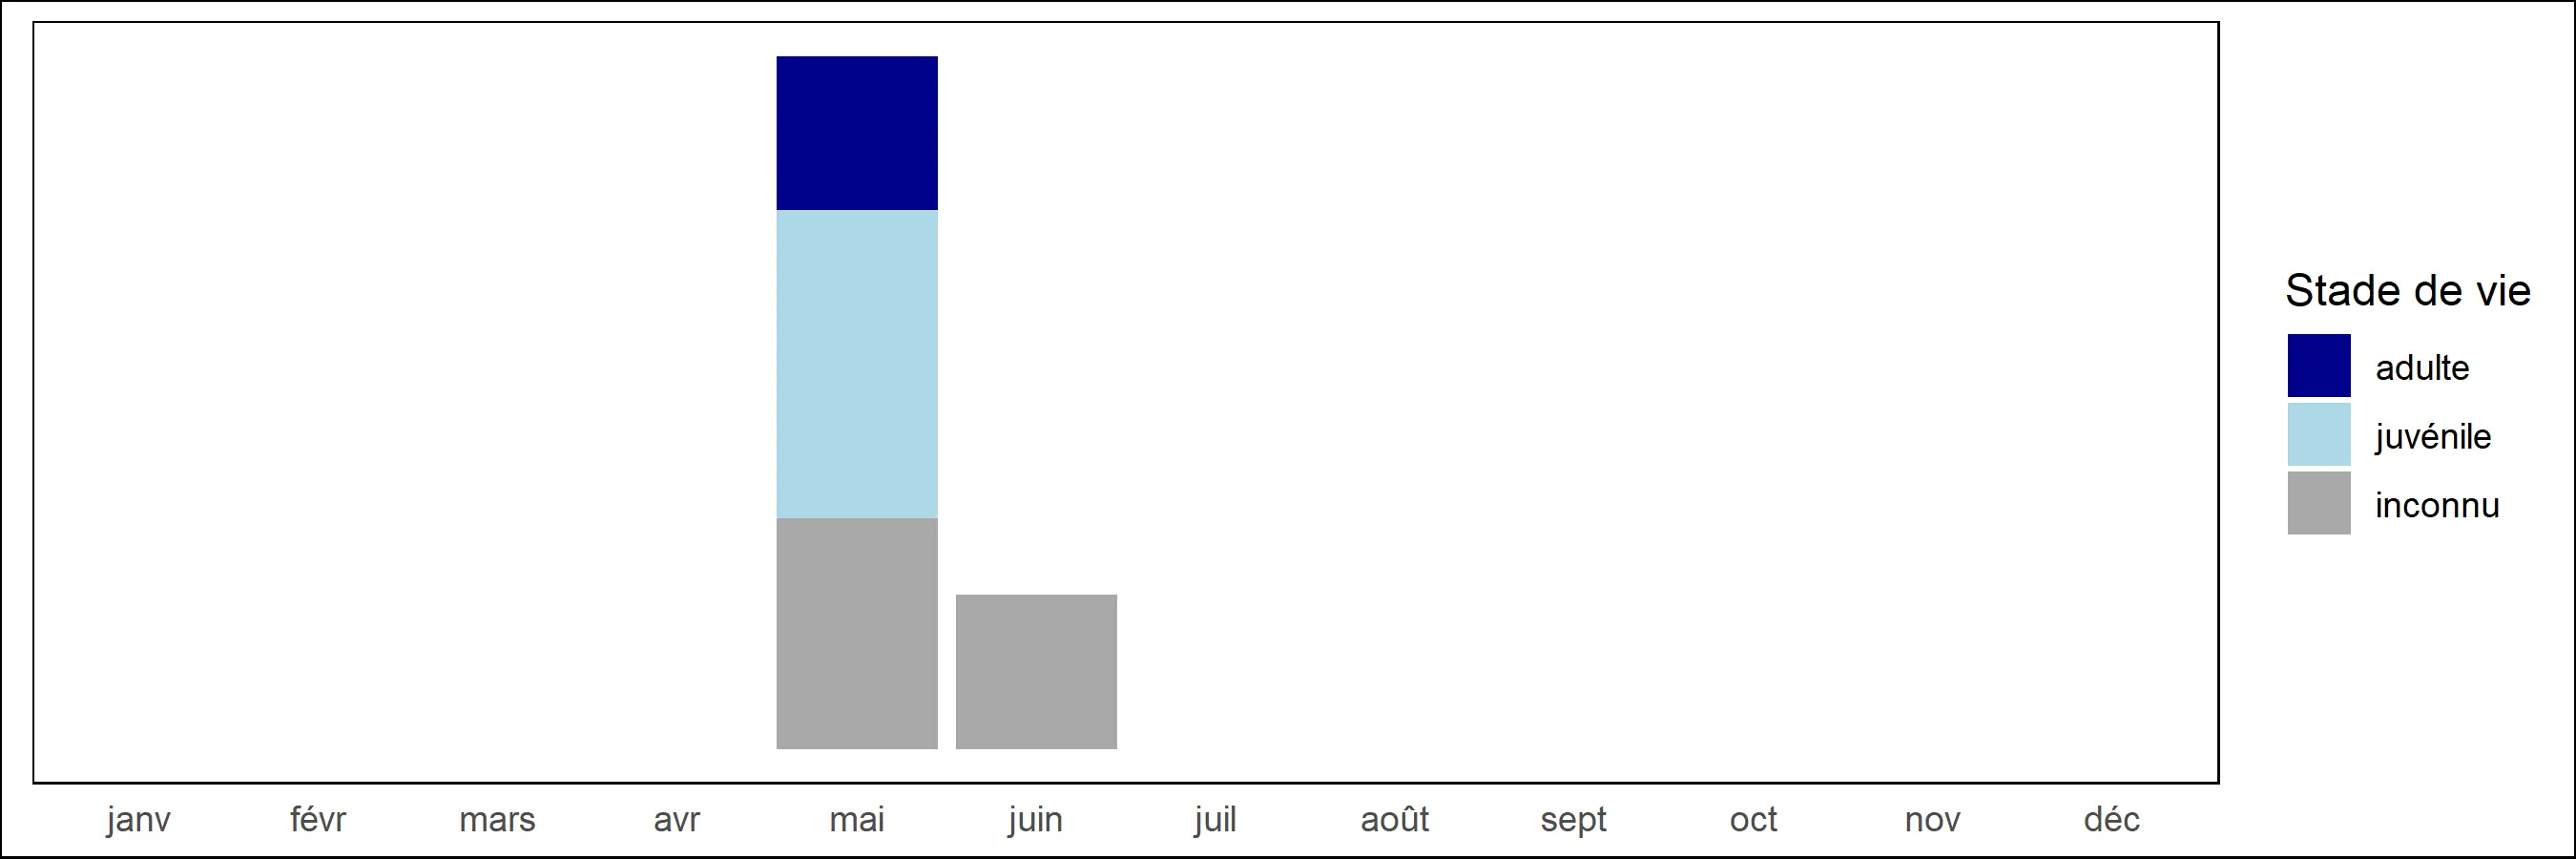 Stade de vie
adulte
juvénile
inconnu
janv févr mars avr mai juin juil août sept oct nov déc